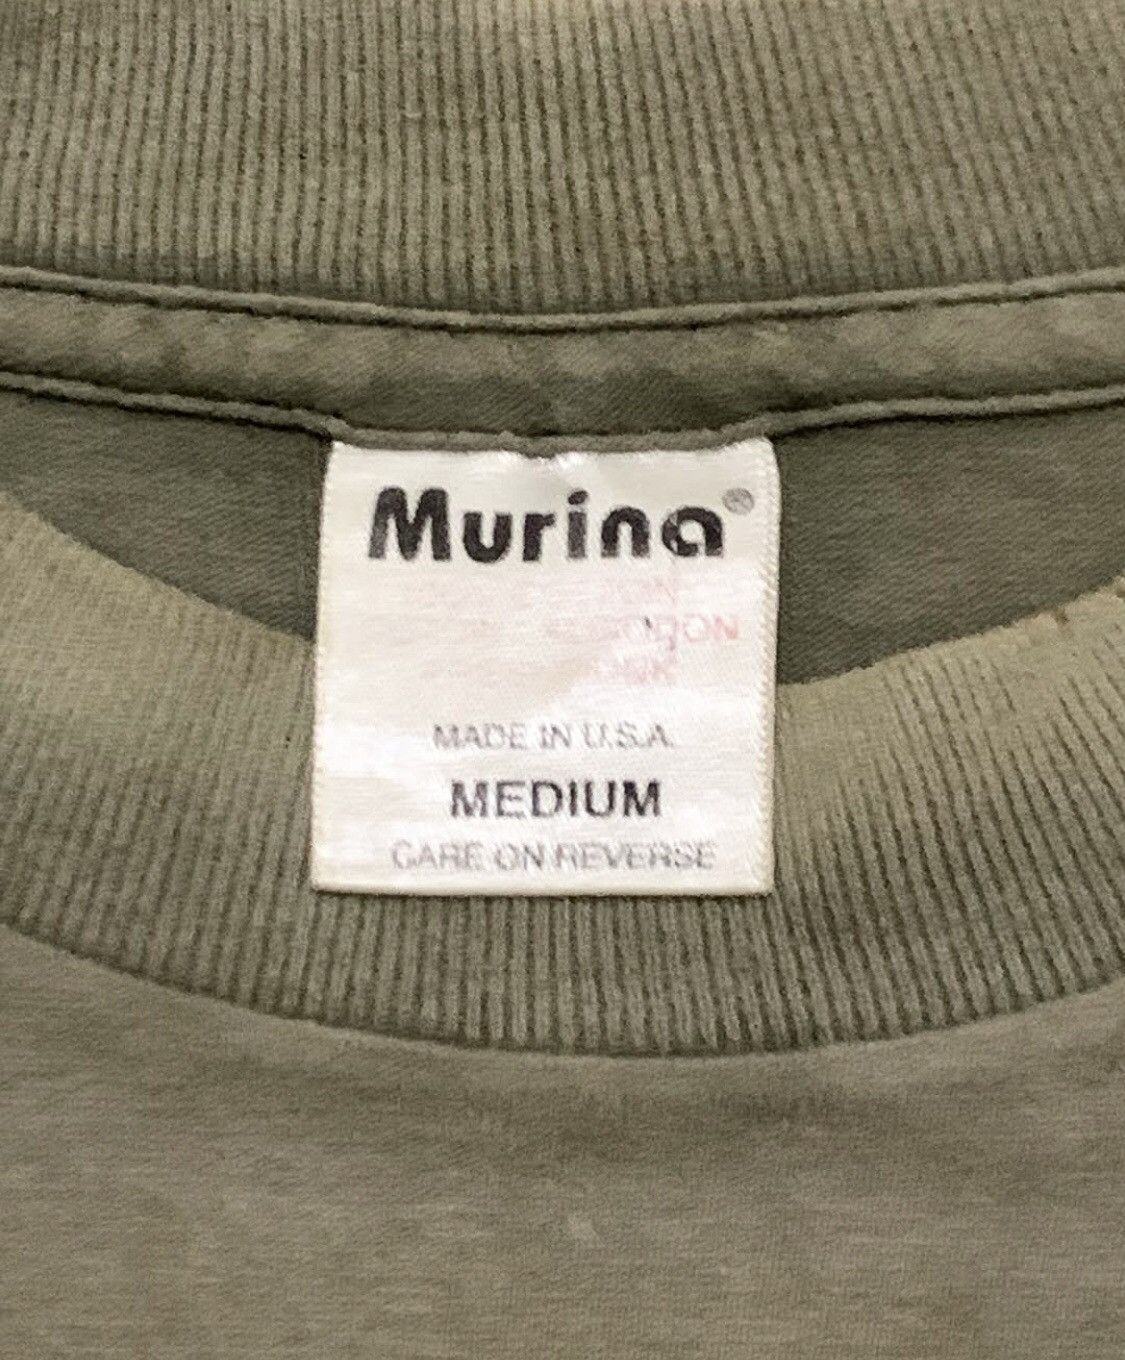 Murina®
MADE IN U.S.A.
MEDIUM
CARE ON REVERSE